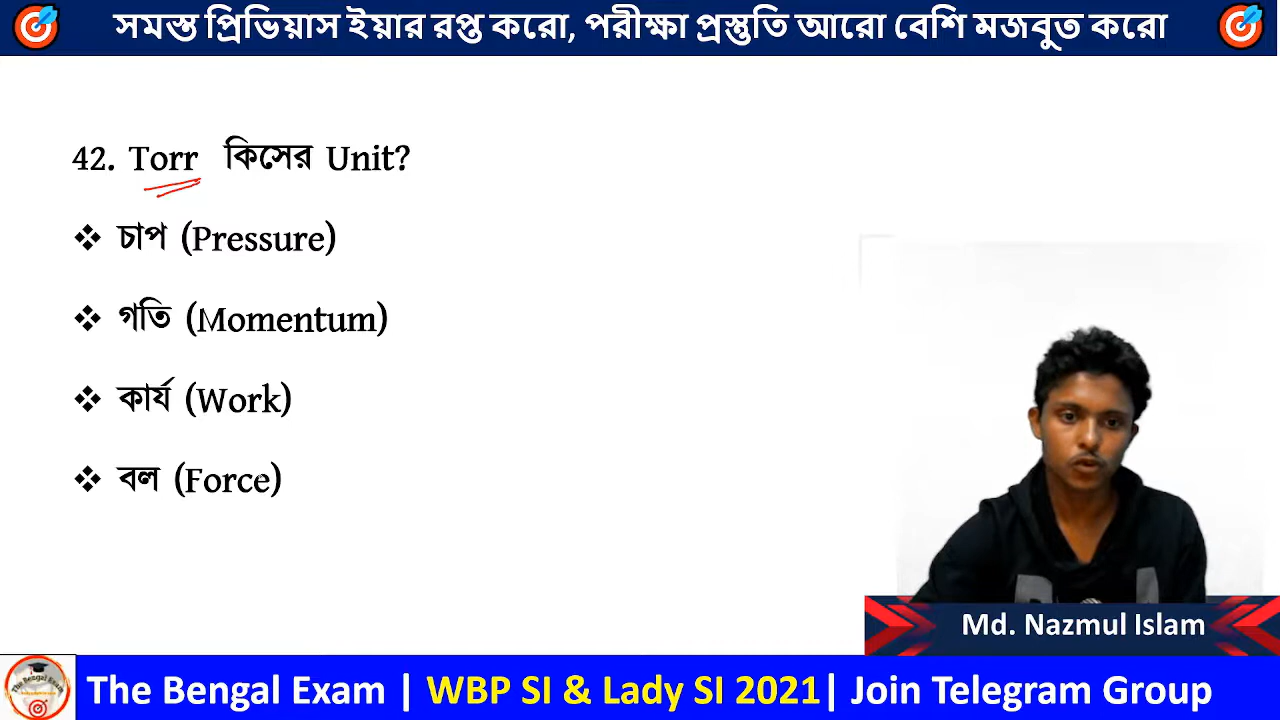 সমস্ত প্রিভিয়াস ইয়ার রপ্ত করো, পরীক্ষা প্রস্তুতি আরো বেশি মজবুত করো
42. Torr কিসের Unit?
❖ চাপ (Pressure)
❖ গতি (Momentum)
❖ কার্য (Work)
❖ বল (Force)
Md. Nazmul Islam
The Bengal Exam | WBP SI & Lady SI 2021| Join Telegram Group